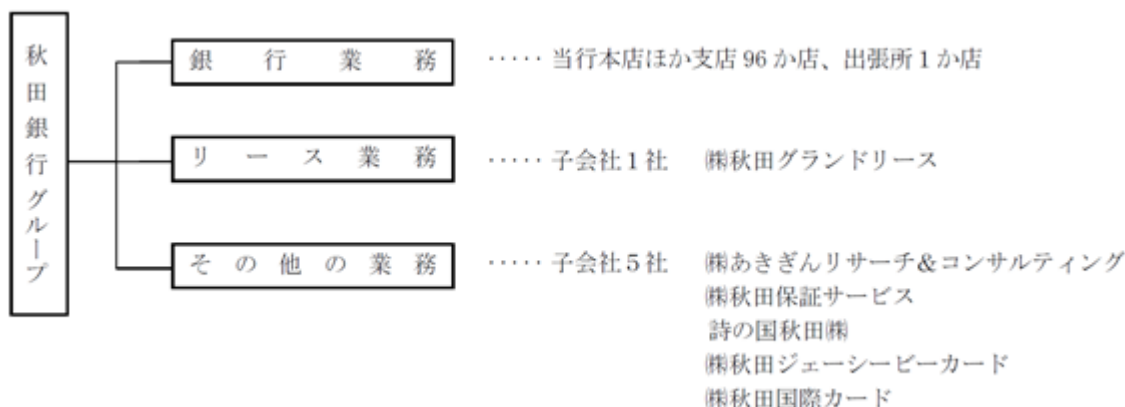 秋田銀行グループ
銀行業務 ····· 当行本店ほか支店 96 か店、出張所 1 か店
リース業務 ····· 子会社 1 社 ㈱秋田グランドリース
その他の業務 ····· 子会社 5 社 ㈱あきぎんリサーチ&コンサルティング
㈱秋田保証サービス
詩の国秋田㈱
㈱秋田ジェーシービーカード
㈱秋田国際カード